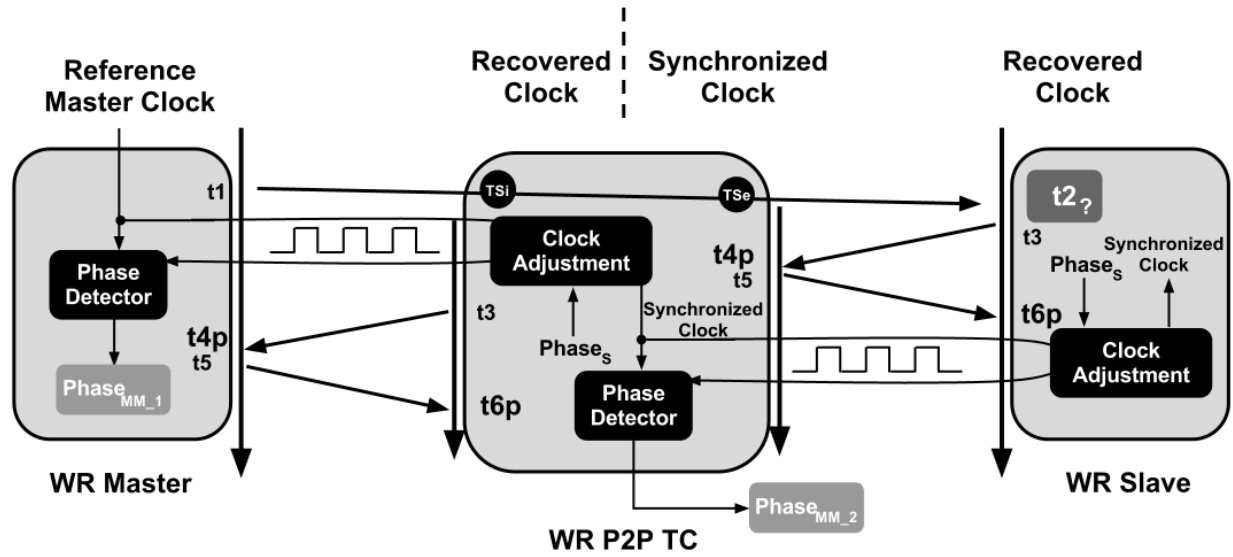 Reference
Master Clock
Recovered
Clock
Synchronized
Clock
Recovered
Clock
t1
TSi
TSe
t2?
t3
Phase
Detector
Clock
Adjustment
t4p
t5
PhaseS
Synchronized
Clock
t3
PhaseS
Synchronized
Clock
t6p
t4p
t5
PhaseMM_1
t6p
Phase
Detector
Clock
Adjustment
WR Master
WR Slave
PhaseMM_2
WR P2P TC